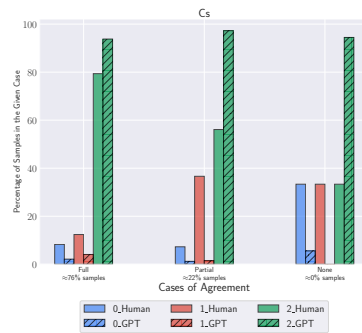 Cs
100
80
60
40
20
0
Percentage of Samples in the Given Case
Full
≈76% samples
Partial
≈22% samples
None
≈0% samples
Cases of Agreement
0_Human
1_Human
2_Human
0_GPT
1_GPT
2_GPT